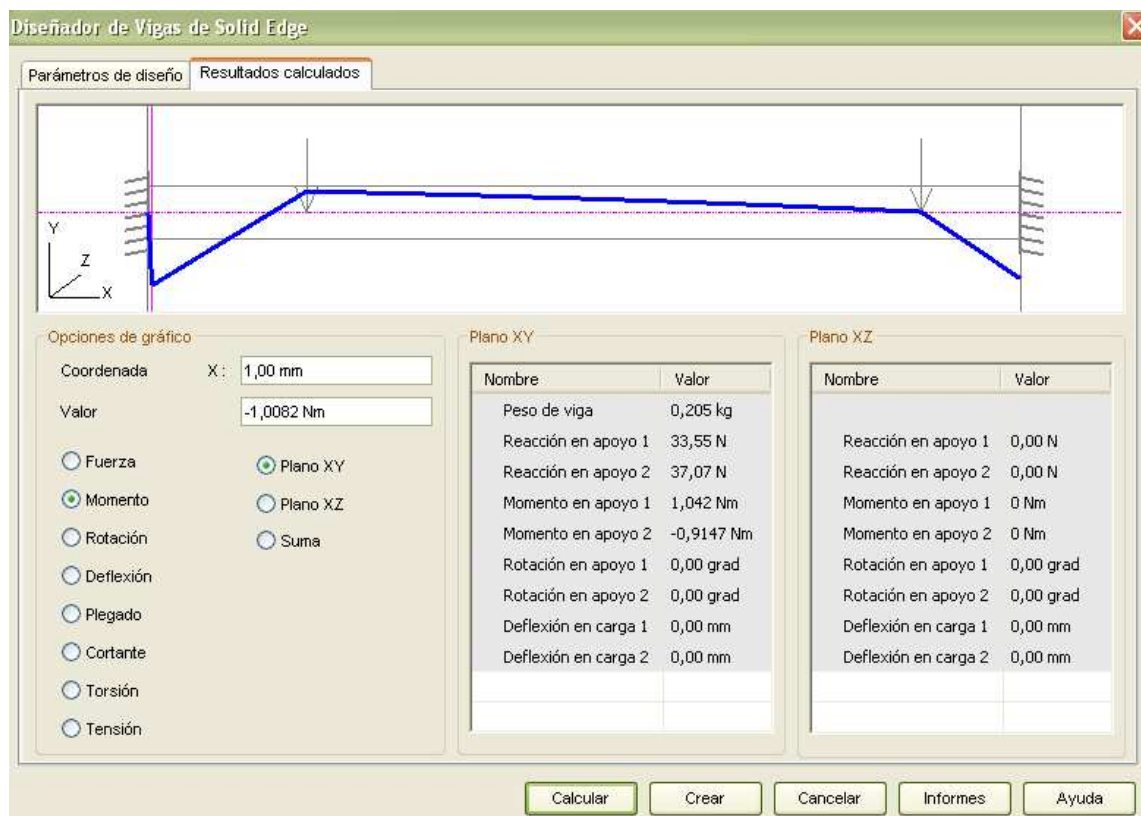 Diseñador de Vigas de Solid Edge
Parámetros de diseño
Resultados calculados
Y
Z
X
Opciones de gráfico
Coordenada X : 1,00 mm
Valor -1,0082 Nm
Fuerza
Momento
Rotación
Deflexión
Plegado
Cortante
Torsión
Tensión
Plano XY
Plano XZ
Suma
Plano XY
Nombre Valor
Peso de viga 0,205 kg
Reacción en apoyo 1 33,55 N
Reacción en apoyo 2 37,07 N
Momento en apoyo 1 1,042 Nm
Momento en apoyo 2 -0,9147 Nm
Rotación en apoyo 1 0,00 grad
Rotación en apoyo 2 0,00 grad
Deflexión en carga 1 0,00 mm
Deflexión en carga 2 0,00 mm
Plano XZ
Nombre Valor
Reacción en apoyo 1 0,00 N
Reacción en apoyo 2 0,00 N
Momento en apoyo 1 0 Nm
Momento en apoyo 2 0 Nm
Rotación en apoyo 1 0,00 grad
Rotación en apoyo 2 0,00 grad
Deflexión en carga 1 0,00 mm
Deflexión en carga 2 0,00 mm
Calcular
Crear
Cancelar
Informes
Ayuda